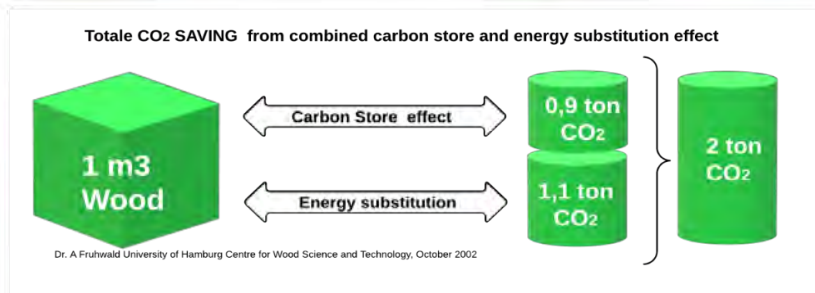 Totale CO2 SAVING from combined carbon store and energy substitution effect
1 m3
Wood
Carbon Store effect
Energy substitution
0,9 ton
CO2
1,1 ton
CO2
2 ton
CO2
Dr. A Fruhwald University of Hamburg Centre for Wood Science and Technology, October 2002